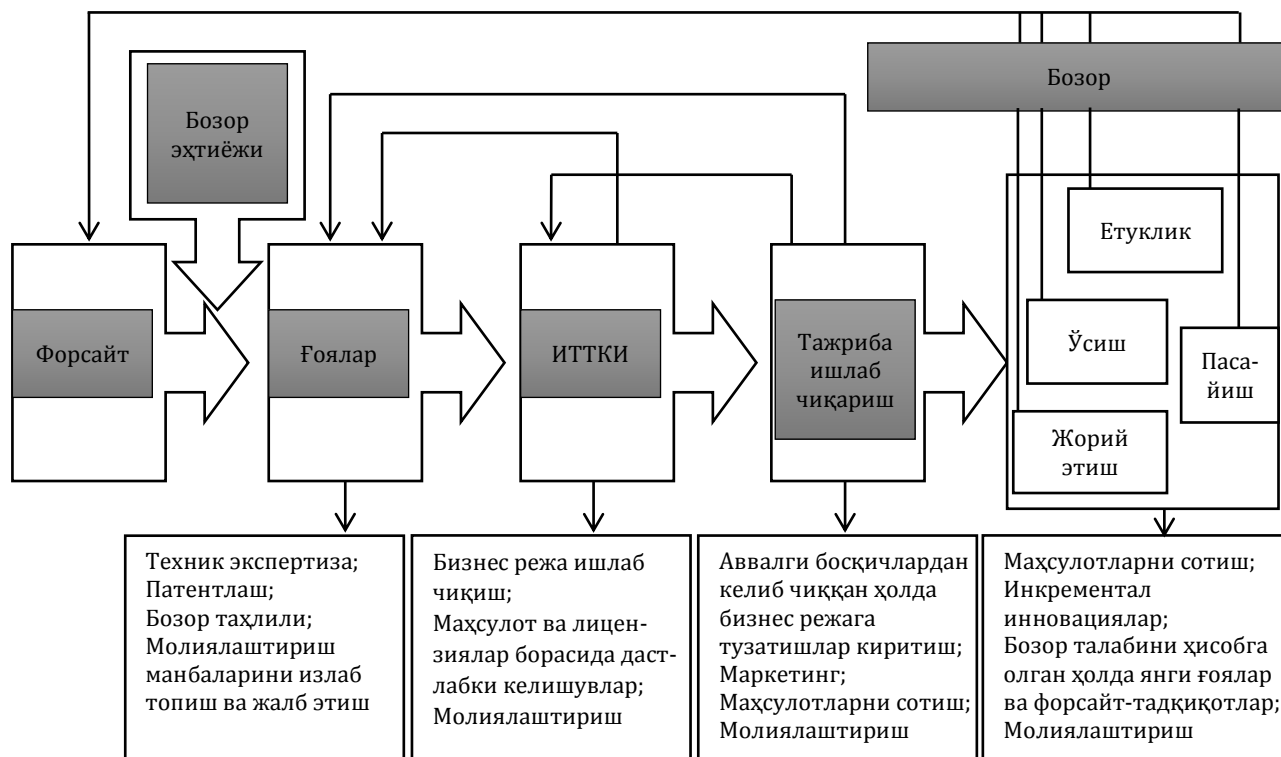 Бозор
Бозор
эҳтиёжи
Етуклик
Форсайт
Ғоялар
ИТТКИ
Тажриба
ишлаб
чиқариш
Ўсиш
Паса-
йиш
Жорий
этиш
Техник экспертиза;
Патентлаш;
Бозор таҳлили;
Молиялаштириш
манбаларини излаб
топиш ва жалб этиш
Бизнес режа ишлаб
чиқиш;
Маҳсулот ва лицен-
зиялар борасида даст-
лабки келишувлар;
Молиялаштириш
Аввалги босқичлардан
келиб чиққан ҳолда
бизнес режага
тузатишлар киритиш;
Маркетинг;
Маҳсулотларни сотиш;
Молиялаштириш
Маҳсулотларни сотиш;
Инкрементал
инновациялар;
Бозор талабини ҳисобга
олган ҳолда янги ғоялар
ва форсайт-тадқиқотлар;
Молиялаштириш